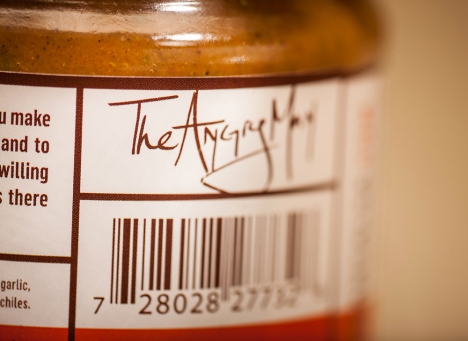 u make
and to
willing
s there
garlic,
chiles.
The Angry Man
7 28028 27732